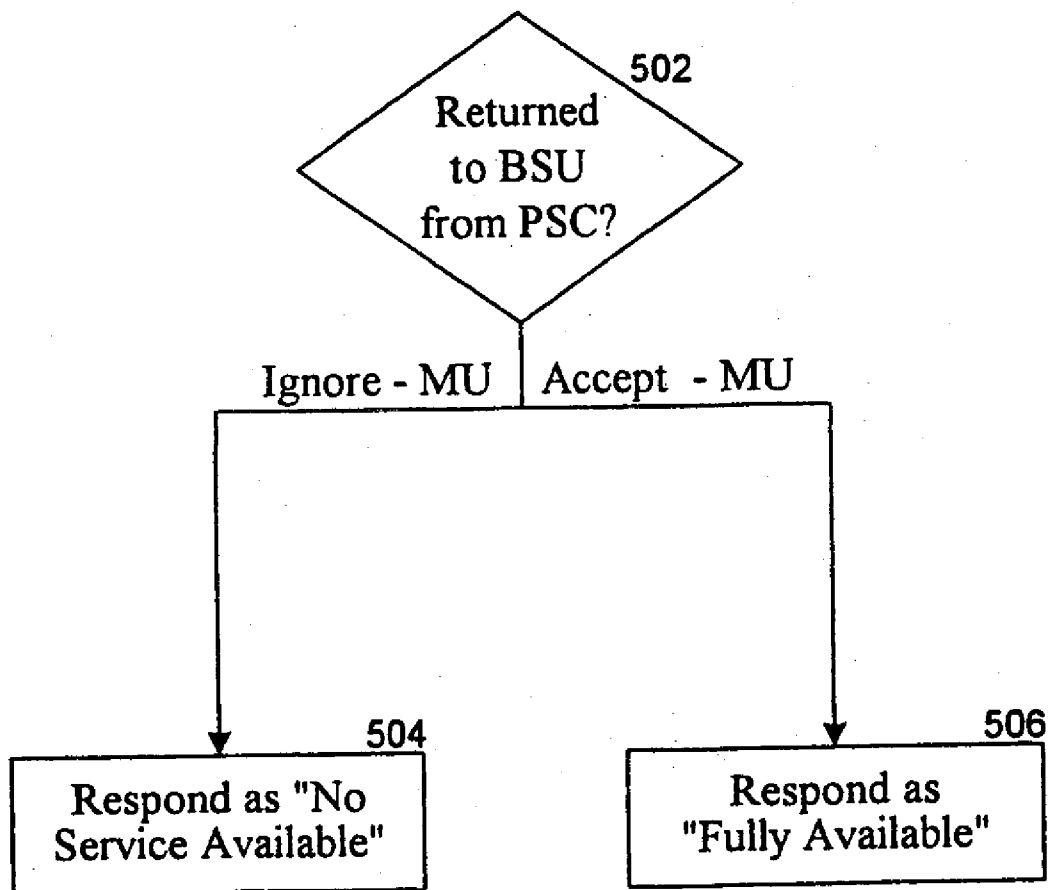 502
Returned
to BSU
from PSC?
Ignore - MU
Accept - MU
504
Respond as "No
Service Available"
506
Respond as
"Fully Available"